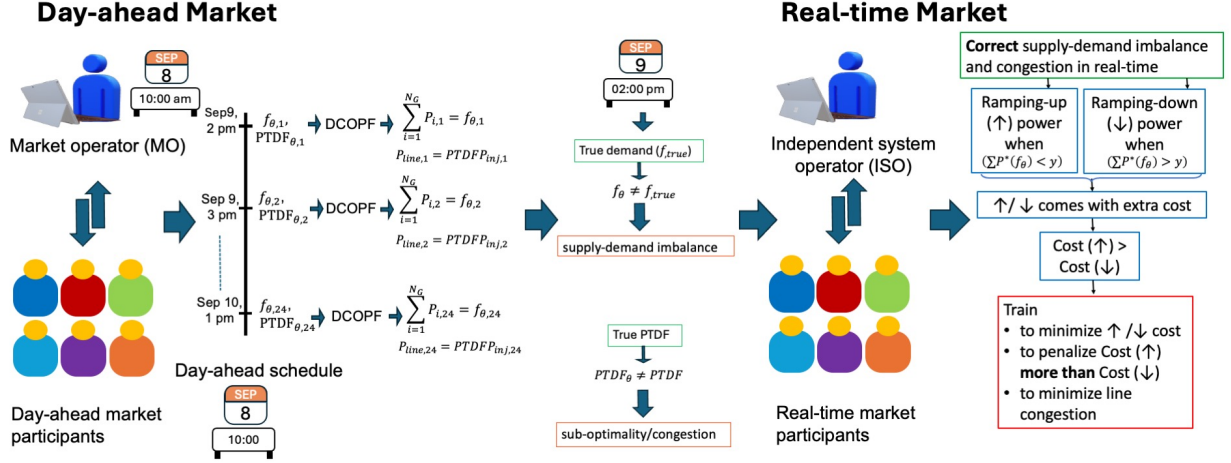 Day-ahead Market
SEP
8
10:00 am
Market operator (MO)
Day-ahead market
participants
Sep9,
2 pm
f_{θ,1},
PTDF_{θ,1}
DCOPF
\sum_{i=1}^{N_G} P_{i,1} = f_{θ,1}
P_{line,1} = PTDFP_{inj,1}
Sep 9,
3 pm
f_{θ,2},
PTDF_{θ,2}
DCOPF
\sum_{i=1}^{N_G} P_{i,2} = f_{θ,2}
P_{line,2} = PTDFP_{inj,2}
Sep 10,
1 pm
f_{θ,24},
PTDF_{θ,24}
DCOPF
\sum_{i=1}^{N_G} P_{i,24} = f_{θ,24}
P_{line,24} = PTDFP_{inj,24}
Day-ahead schedule
SEP
8
10:00
SEP
9
02:00 pm
True demand (f_{,true})
f_θ ≠ f_{,true}
supply-demand imbalance
True PTDF
PTDF_θ ≠ PTDF
sub-optimality/congestion
Real-time Market
Independent system
operator (ISO)
Real-time market
participants
Correct supply-demand imbalance
and congestion in real-time
Ramping-up
(↑) power
when
(∑P*(f_θ) < y)
Ramping-down
(↓) power
when
(∑P*(f_θ) > y)
↑/ ↓ comes with extra cost
Cost (↑) >
Cost (↓)
Train
• to minimize ↑ /↓ cost
• to penalize Cost (↑)
more than Cost (↓)
• to minimize line
congestion